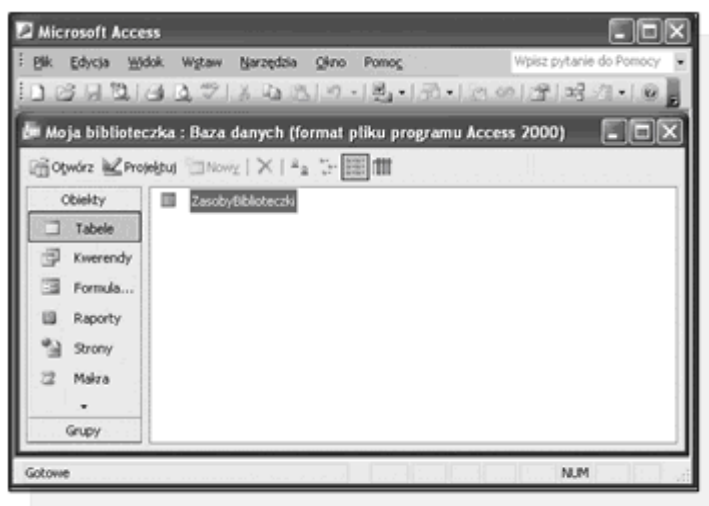 Microsoft Access
Plik Edycja Widok Wstaw Narzędzia Okno Pomoc Wpisz pytanie do Pomocy
Moja biblioteczka : Baza danych (format pliku programu Access 2000)
Otwórz Projektuj Nowy
Obiekty
ZasobyBiblioteczki
Tabele
Kwerendy
Formula...
Raporty
Strony
Makra
Grupy
Gotowe NUM